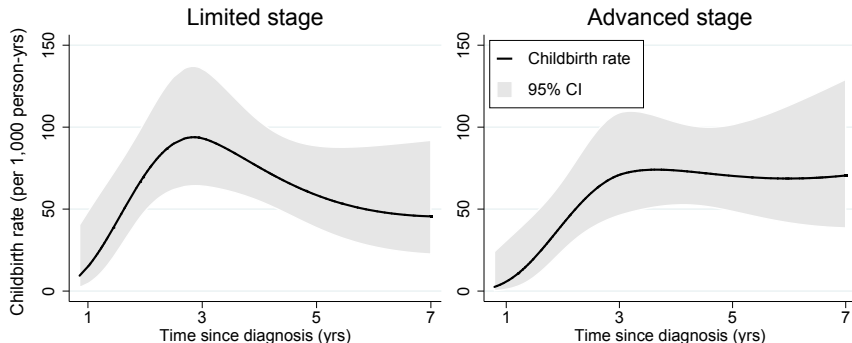 Limited stage
Childbirth rate (per 1,000 person-yrs)
150
100
50
0
1 3 5 7
Time since diagnosis (yrs)
Advanced stage
Childbirth rate
95% CI
150
100
50
0
1 3 5 7
Time since diagnosis (yrs)